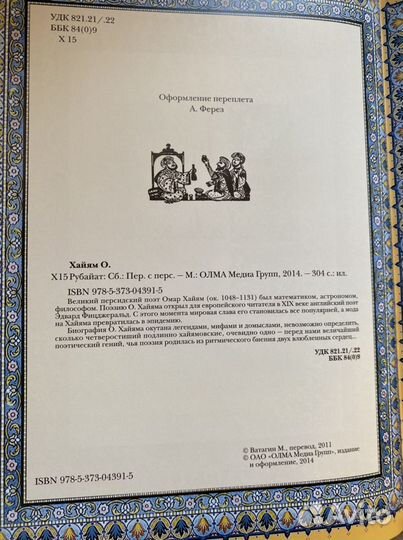 УДК 821.21/.22
ББК 84(0)9
Х 15
Оформление переплета
А. Ферез
Хайям О.
Х15 Рубайат: Сб.: Пер. с перс. — М.: ОЛМА Медиа Групп, 2014. — 304 с.: ил.
ISBN 978-5-373-04391-5
Великий персидский поэт Омар Хайям (ок. 1048–1131) был математиком, астрономом,
философом. Поэзию О. Хайяма открыл для европейского читателя в XIX веке английский поэт
Эдвард Фицджеральд. С этого момента мировая слава его становилась все популярней, а мода
на Хайяма превратилась в эпидемию.
Биография О. Хайяма окутана легендами, мифами и домыслами, невозможно определить,
сколько четверостиший подлинно хайямовские, очевидно одно — перед нами величайший
поэтический гений, чья поэзия родилась из ритмического биения двух влюбленных сердец...
УДК 821.21/.22
ББК 84(0)9
© Ватагин М., перевод, 2011
© ОАО «ОЛМА Медиа Групп», издание
и оформление, 2014
ISBN 978-5-373-04391-5
Avito